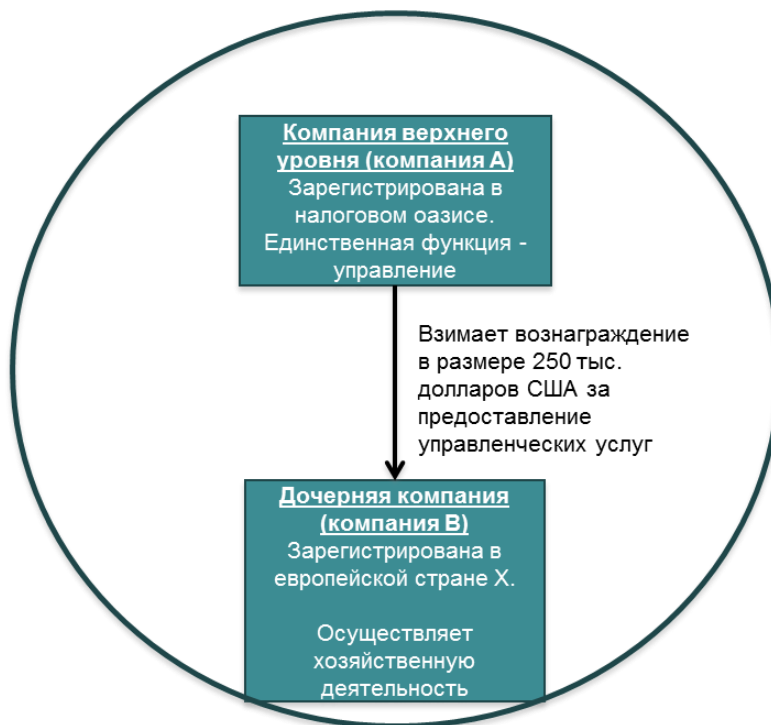 Компания верхнего
уровня (компания A)
Зарегистрирована в
налоговом оазисе.
Единственная функция -
управление
Взимает вознаграждение
в размере 250 тыс.
долларов США за
предоставление
управленческих услуг
Дочерняя компания
(компания B)
Зарегистрирована в
европейской стране X.
Осуществляет
хозяйственную
деятельность